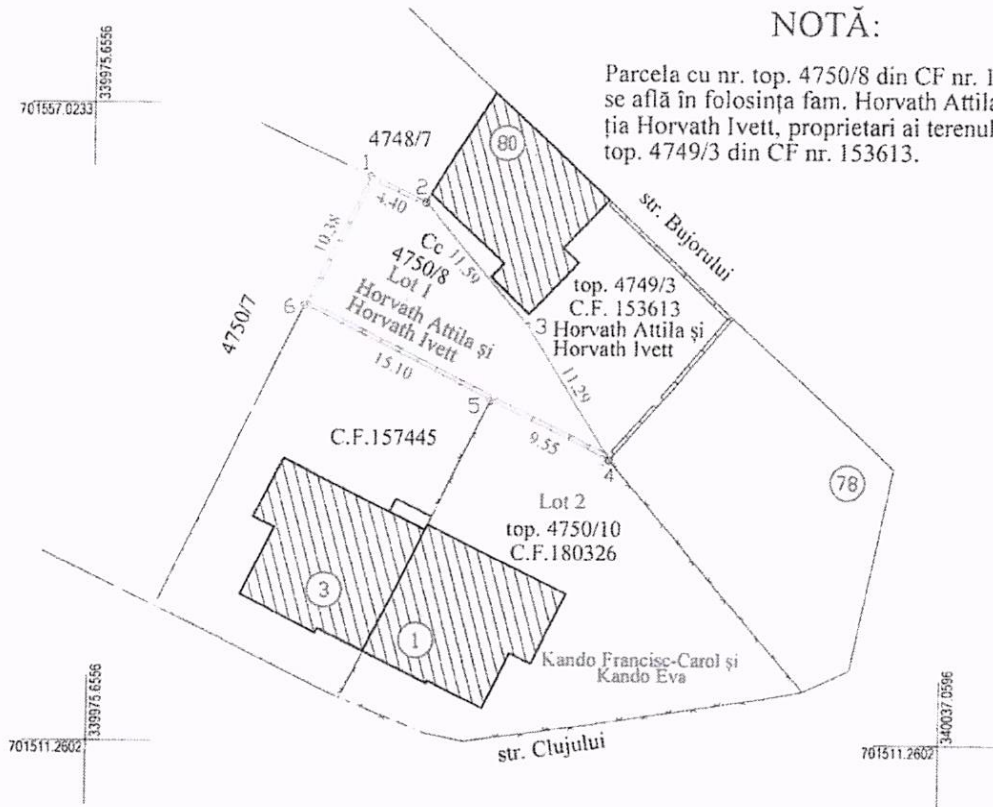 NOTĂ:
Parcela cu nr. top. 4750/8 din CF nr. 1
se află în folosința fam. Horvath Attila
ția Horvath Ivett, proprietari ai terenul
top. 4749/3 din CF nr. 153613.
339975.6556
701557.0233
4748/7
80
1
4.40
2
str. Bujorului
10.38
Cc
11.59
4750/8
Lot 1
Horvath Attila și
Horvath Ivett
top. 4749/3
C.F. 153613
Horvath Attila și
Horvath Ivett
3
4750/7
6
15.10
11.29
5
9.55
4
C.F.157445
78
Lot 2
top. 4750/10
C.F.180326
3
1
Kando Francisc-Carol și
Kando Eva
339975.6556
701511.2602
str. Clujului
340037.0596
701511.2602